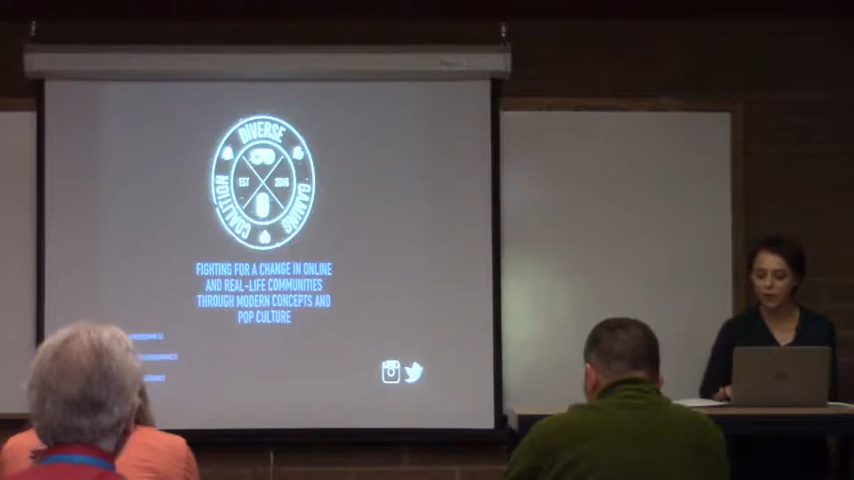 DIVERSE
GAMING
COALITION
EST 2016
FIGHTING FOR A CHANGE IN ONLINE
AND REAL-LIFE COMMUNITIES
THROUGH MODERN CONCEPTS AND
POP CULTURE